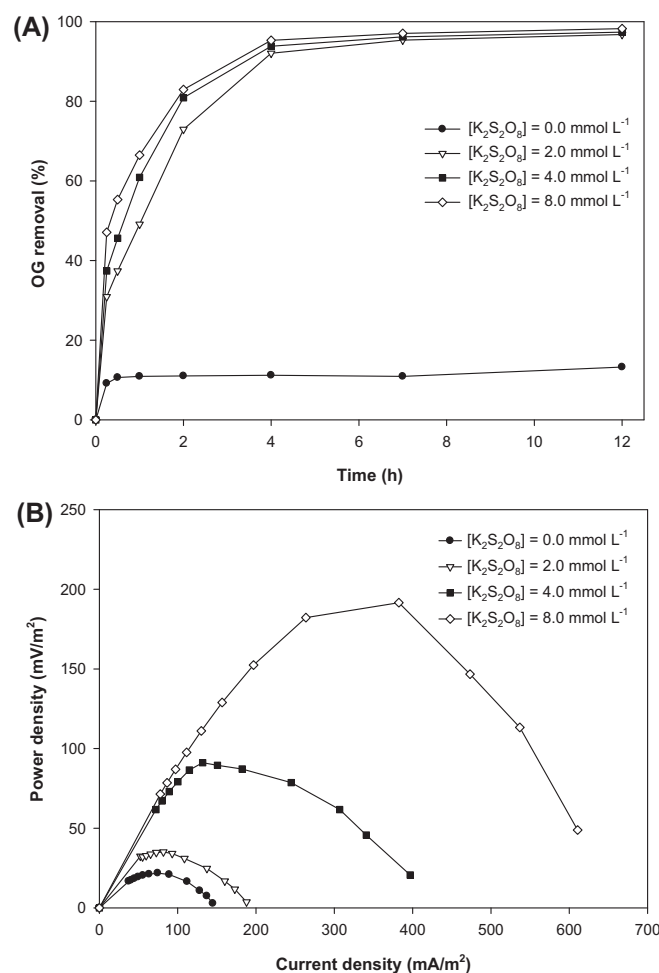 (A)
100
80
60
40
20
0
OG removal (%)
[K₂S₂O₈] = 0.0 mmol L⁻¹
[K₂S₂O₈] = 2.0 mmol L⁻¹
[K₂S₂O₈] = 4.0 mmol L⁻¹
[K₂S₂O₈] = 8.0 mmol L⁻¹
0 2 4 6 8 10 12
Time (h)
(B)
250
200
150
100
50
0
Power density (mV/m²)
[K₂S₂O₈] = 0.0 mmol L⁻¹
[K₂S₂O₈] = 2.0 mmol L⁻¹
[K₂S₂O₈] = 4.0 mmol L⁻¹
[K₂S₂O₈] = 8.0 mmol L⁻¹
0 100 200 300 400 500 600 700
Current density (mA/m²)